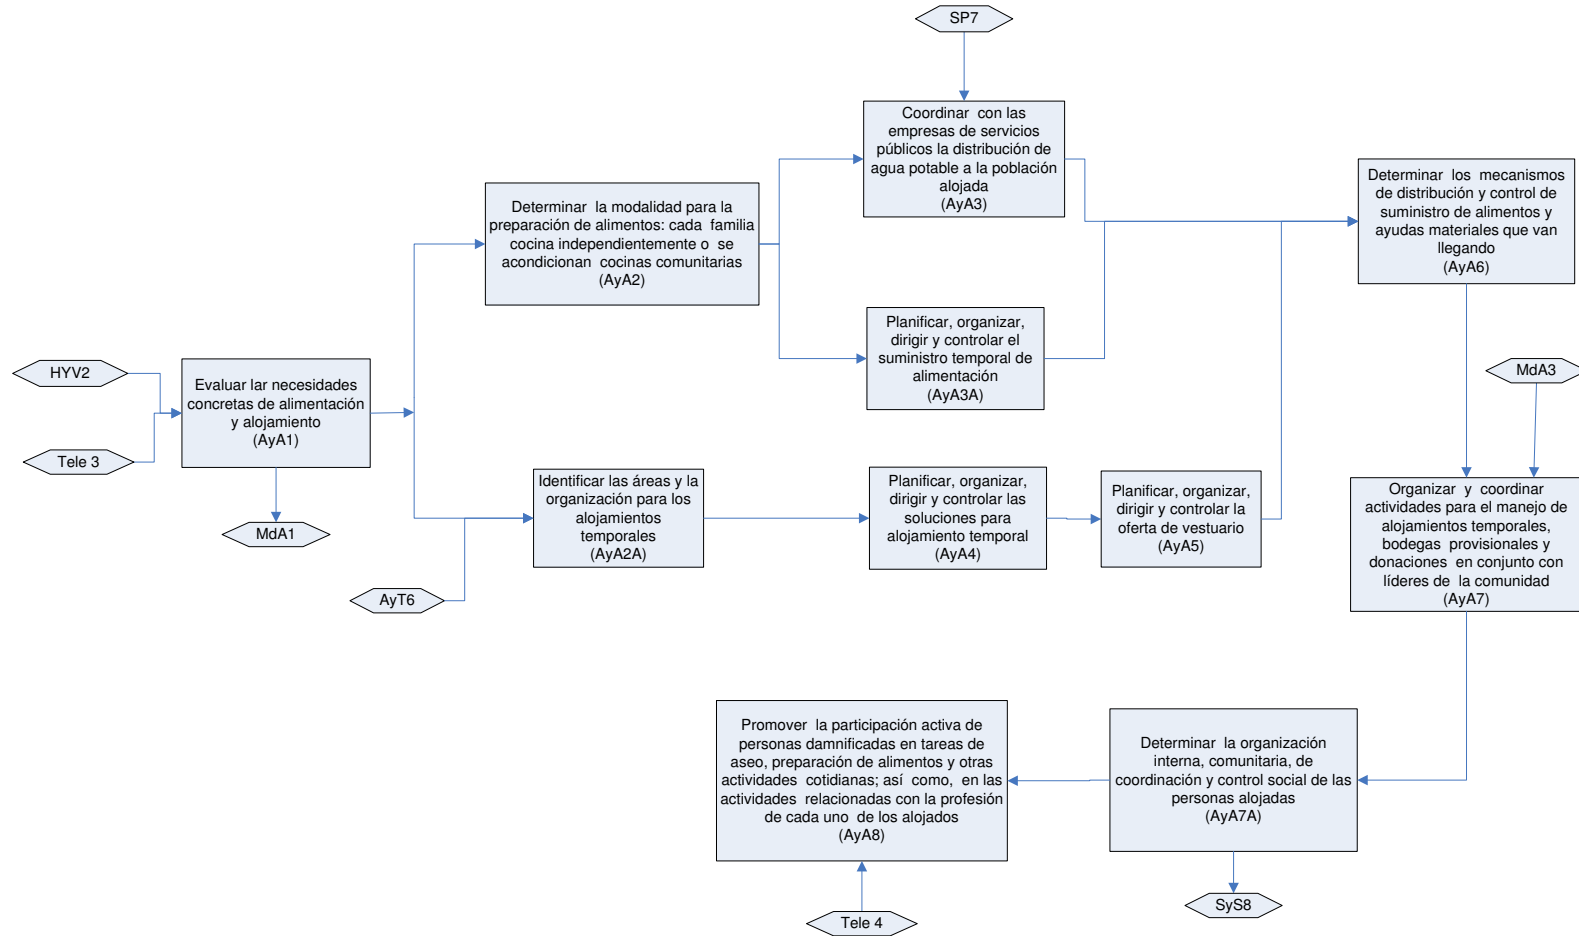 SP7
Coordinar con las
empresas de servicios
públicos la distribución de
agua potable a la población
alojada
(AyA3)
Determinar los mecanismos
de distribución y control de
suministro de alimentos y
ayudas materiales que van
llegando
(AyA6)
Determinar la modalidad para la
preparación de alimentos: cada familia
cocina independientemente o se
acondicionan cocinas comunitarias
(AyA2)
Planificar, organizar,
dirigir y controlar el
suministro temporal de
alimentación
(AyA3A)
HYV2
Evaluar lar necesidades
concretas de alimentación
y alojamiento
(AyA1)
MdA3
Tele 3
MdA1
Identificar las áreas y la
organización para los
alojamientos
temporales
(AyA2A)
Planificar, organizar,
dirigir y controlar las
soluciones para
alojamiento temporal
(AyA4)
Planificar, organizar,
dirigir y controlar la
oferta de vestuario
(AyA5)
Organizar y coordinar
actividades para el manejo de
alojamientos temporales,
bodegas provisionales y
donaciones en conjunto con
líderes de la comunidad
(AyA7)
AyT6
Promover la participación activa de
personas damnificadas en tareas de
aseo, preparación de alimentos y otras
actividades cotidianas; así como, en las
actividades relacionadas con la profesión
de cada uno de los alojados
(AyA8)
Determinar la organización
interna, comunitaria, de
coordinación y control social de las
personas alojadas
(AyA7A)
Tele 4
SyS8